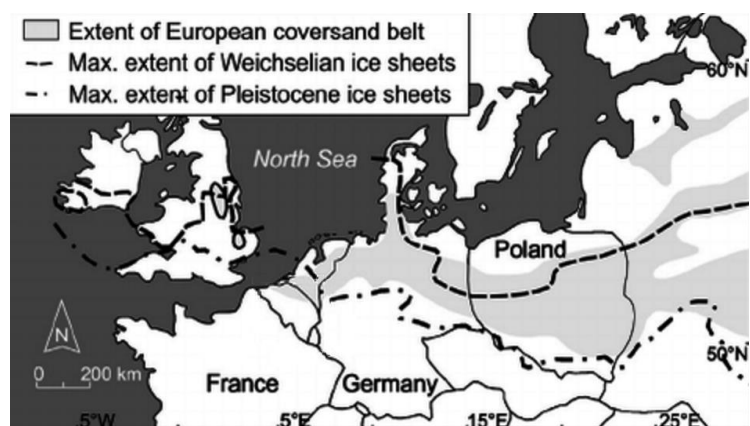 Extent of European coversand belt
Max. extent of Weichselian ice sheets
Max. extent of Pleistocene ice sheets
60°N
North Sea
Poland
N
50°N
0 200 km
France
Germany
5°W
5°E
15°E
25°E